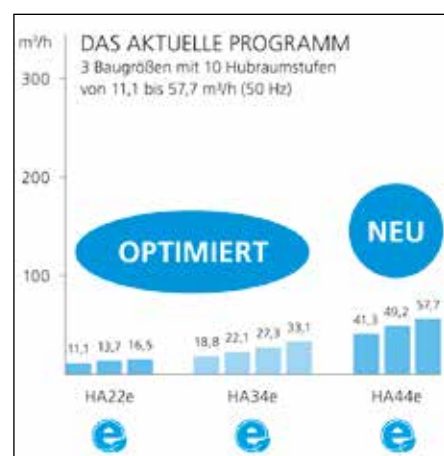 m³/h
DAS AKTUELLE PROGRAMM
3 Baugrößen mit 10 Hubraumstufen
von 11,1 bis 57,7 m³/h (50 Hz)
300
200
100
OPTIMIERT
NEU
11,1 13,7 16,5
18,8 22,1 27,3 33,1
41,3 49,2 57,7
HA22e HA34e HA44e
e e e